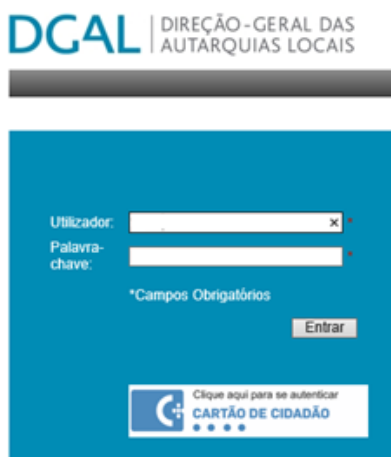 DGAL DIREÇÃO-GERAL DAS
AUTARQUIAS LOCAIS
Utilizador: *
Palavra-
chave: *
*Campos Obrigatórios
Entrar
Clique aqui para se autenticar
CARTÃO DE CIDADÃO